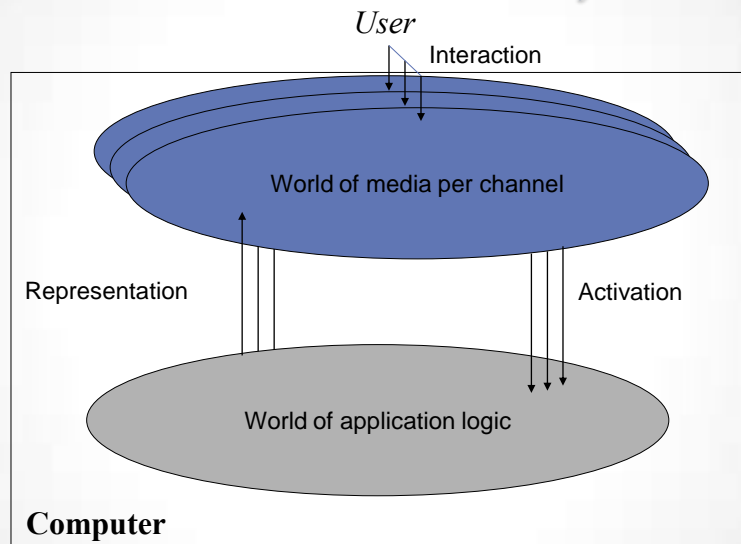 User
Interaction
World of media per channel
Representation
Activation
World of application logic
Computer